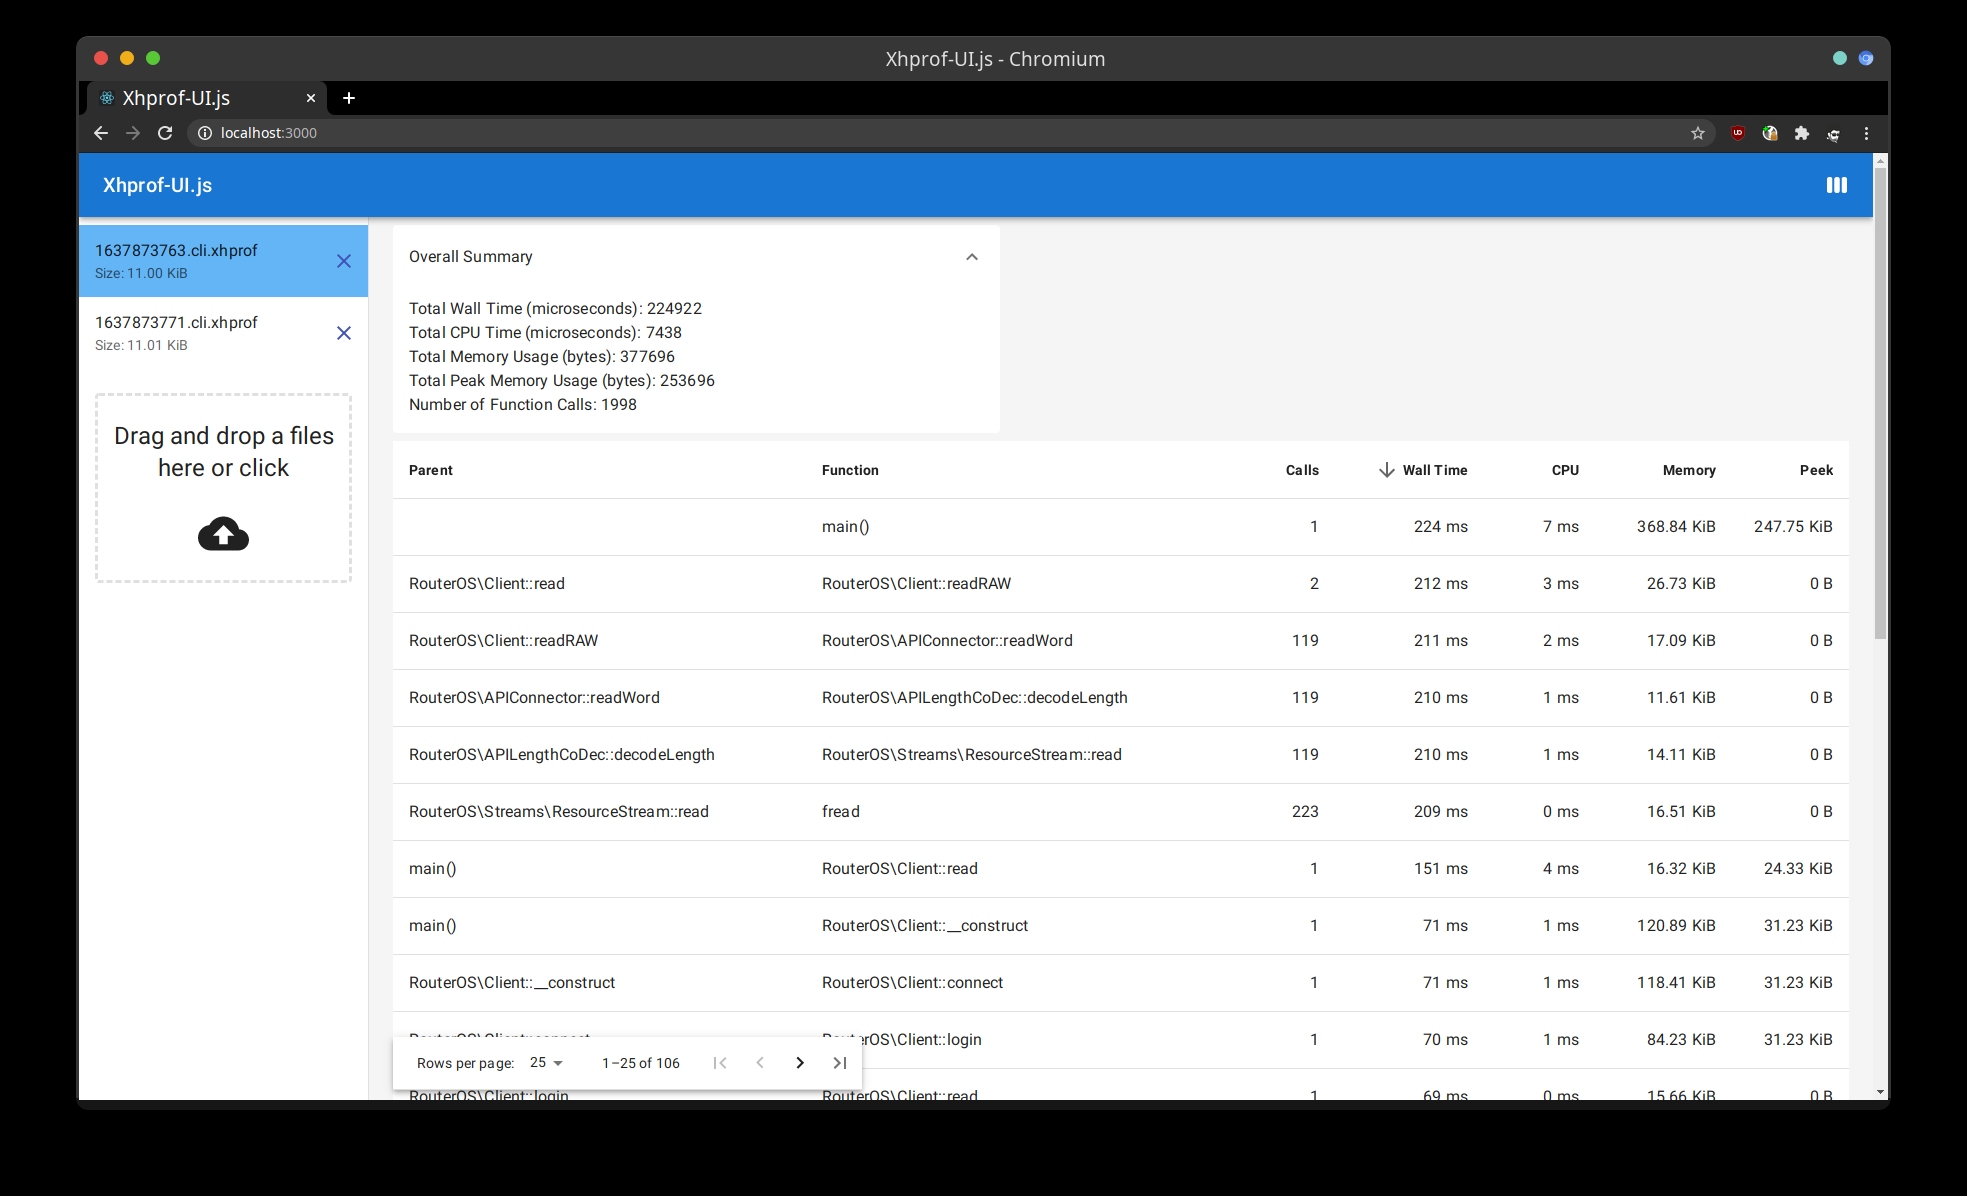 Xhprof-UI.js - Chromium
Xhprof-UI.js
localhost:3000
Xhprof-UI.js
1637873763.cli.xhprof
Size: 11.00 KiB
1637873771.cli.xhprof
Size: 11.01 KiB
Drag and drop a files
here or click
Overall Summary
Total Wall Time (microseconds): 224922
Total CPU Time (microseconds): 7438
Total Memory Usage (bytes): 377696
Total Peak Memory Usage (bytes): 253696
Number of Function Calls: 1998
Parent Function Calls Wall Time CPU Memory Peek
main() 1 224 ms 7 ms 368.84 KiB 247.75 KiB
RouterOS\Client::read RouterOS\Client::readRAW 2 212 ms 3 ms 26.73 KiB 0 B
RouterOS\Client::readRAW RouterOS\APIConnector::readWord 119 211 ms 2 ms 17.09 KiB 0 B
RouterOS\APIConnector::readWord RouterOS\APILengthCoDec::decodeLength 119 210 ms 1 ms 11.61 KiB 0 B
RouterOS\APILengthCoDec::decodeLength RouterOS\Streams\ResourceStream::read 119 210 ms 1 ms 14.11 KiB 0 B
RouterOS\Streams\ResourceStream::read fread 223 209 ms 0 ms 16.51 KiB 0 B
main() RouterOS\Client::read 1 151 ms 4 ms 16.32 KiB 24.33 KiB
main() RouterOS\Client::__construct 1 71 ms 1 ms 120.89 KiB 31.23 KiB
RouterOS\Client::__construct RouterOS\Client::connect 1 71 ms 1 ms 118.41 KiB 31.23 KiB
RouterOS\Client::connect RouterOS\Client::login 1 70 ms 1 ms 84.23 KiB 31.23 KiB
Rows per page: 25 1–25 of 106
RouterOS\Client::login RouterOS\Client::read 1 69 ms 0 ms 15.66 KiB 0 B